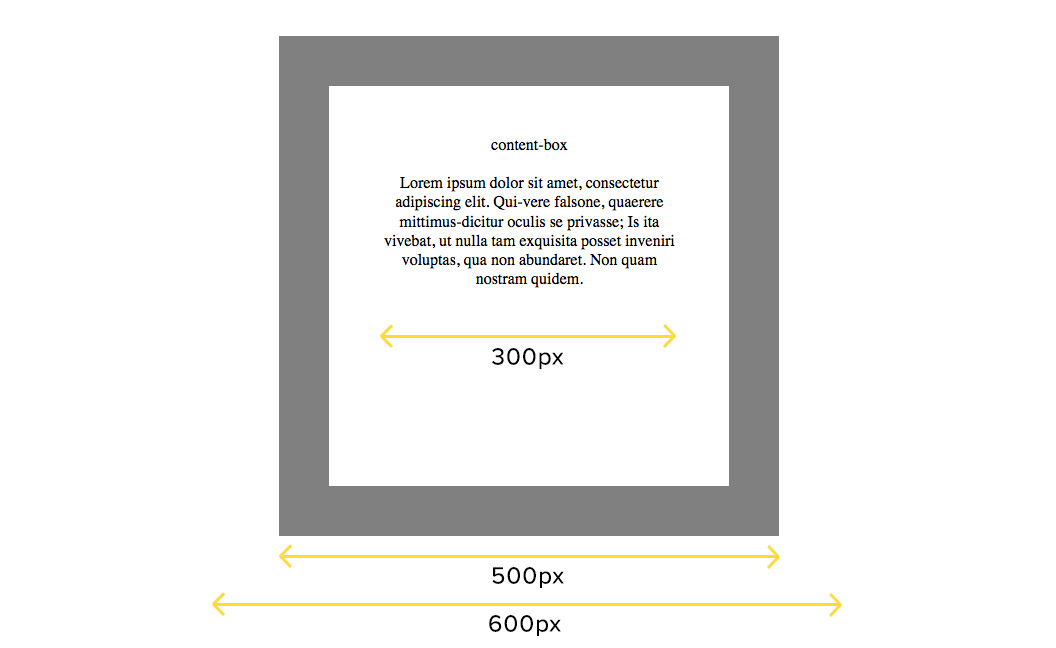 content-box
Lorem ipsum dolor sit amet, consectetur
adipiscing elit. Qui-vere falsone, quaerere
mittimus-dicitur oculis se privasse; Is ita
vivebat, ut nulla tam exquisita posset inveniri
voluptas, qua non abundaret. Non quam
nostram quidem.
300px
500px
600px